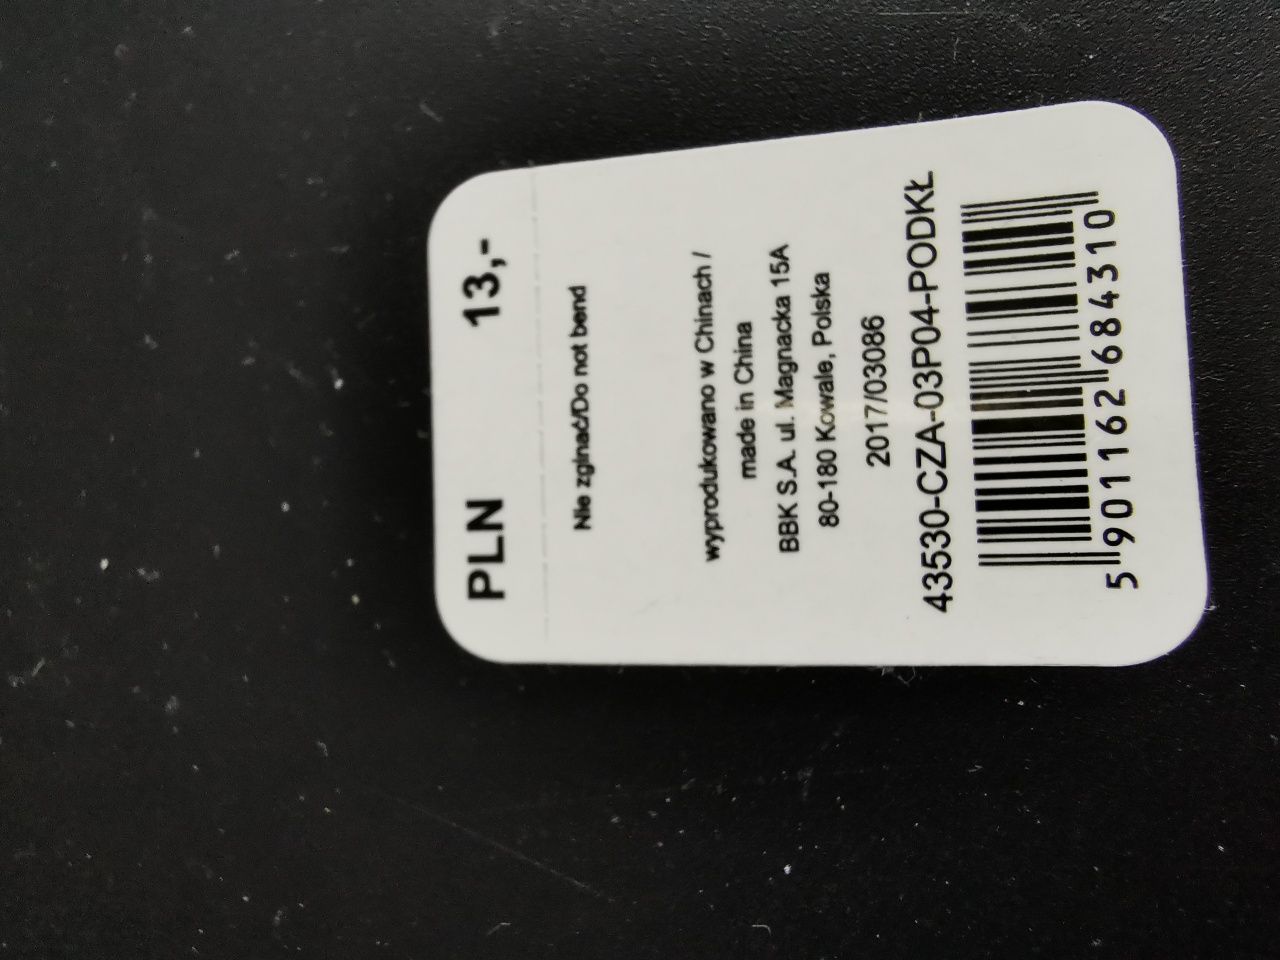 PLN 13,-
Nie zginać/Do not bend
wyprodukowano w Chinach /
made in China
BBK S.A. ul. Magnacka 15A
80-180 Kowale, Polska
2017/03086
43530-CZA-03P04-PODKŁ
5 901162 684310